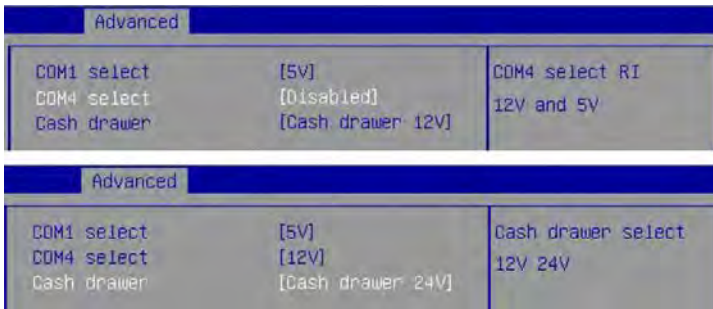 Advanced
COM1 select [5V]
COM4 select [Disabled]
Cash drawer [Cash drawer 12V]
COM4 select RI
12V and 5V
Advanced
COM1 select [5V]
COM4 select [12V]
Cash drawer [Cash drawer 24V]
Cash drawer select
12V 24V